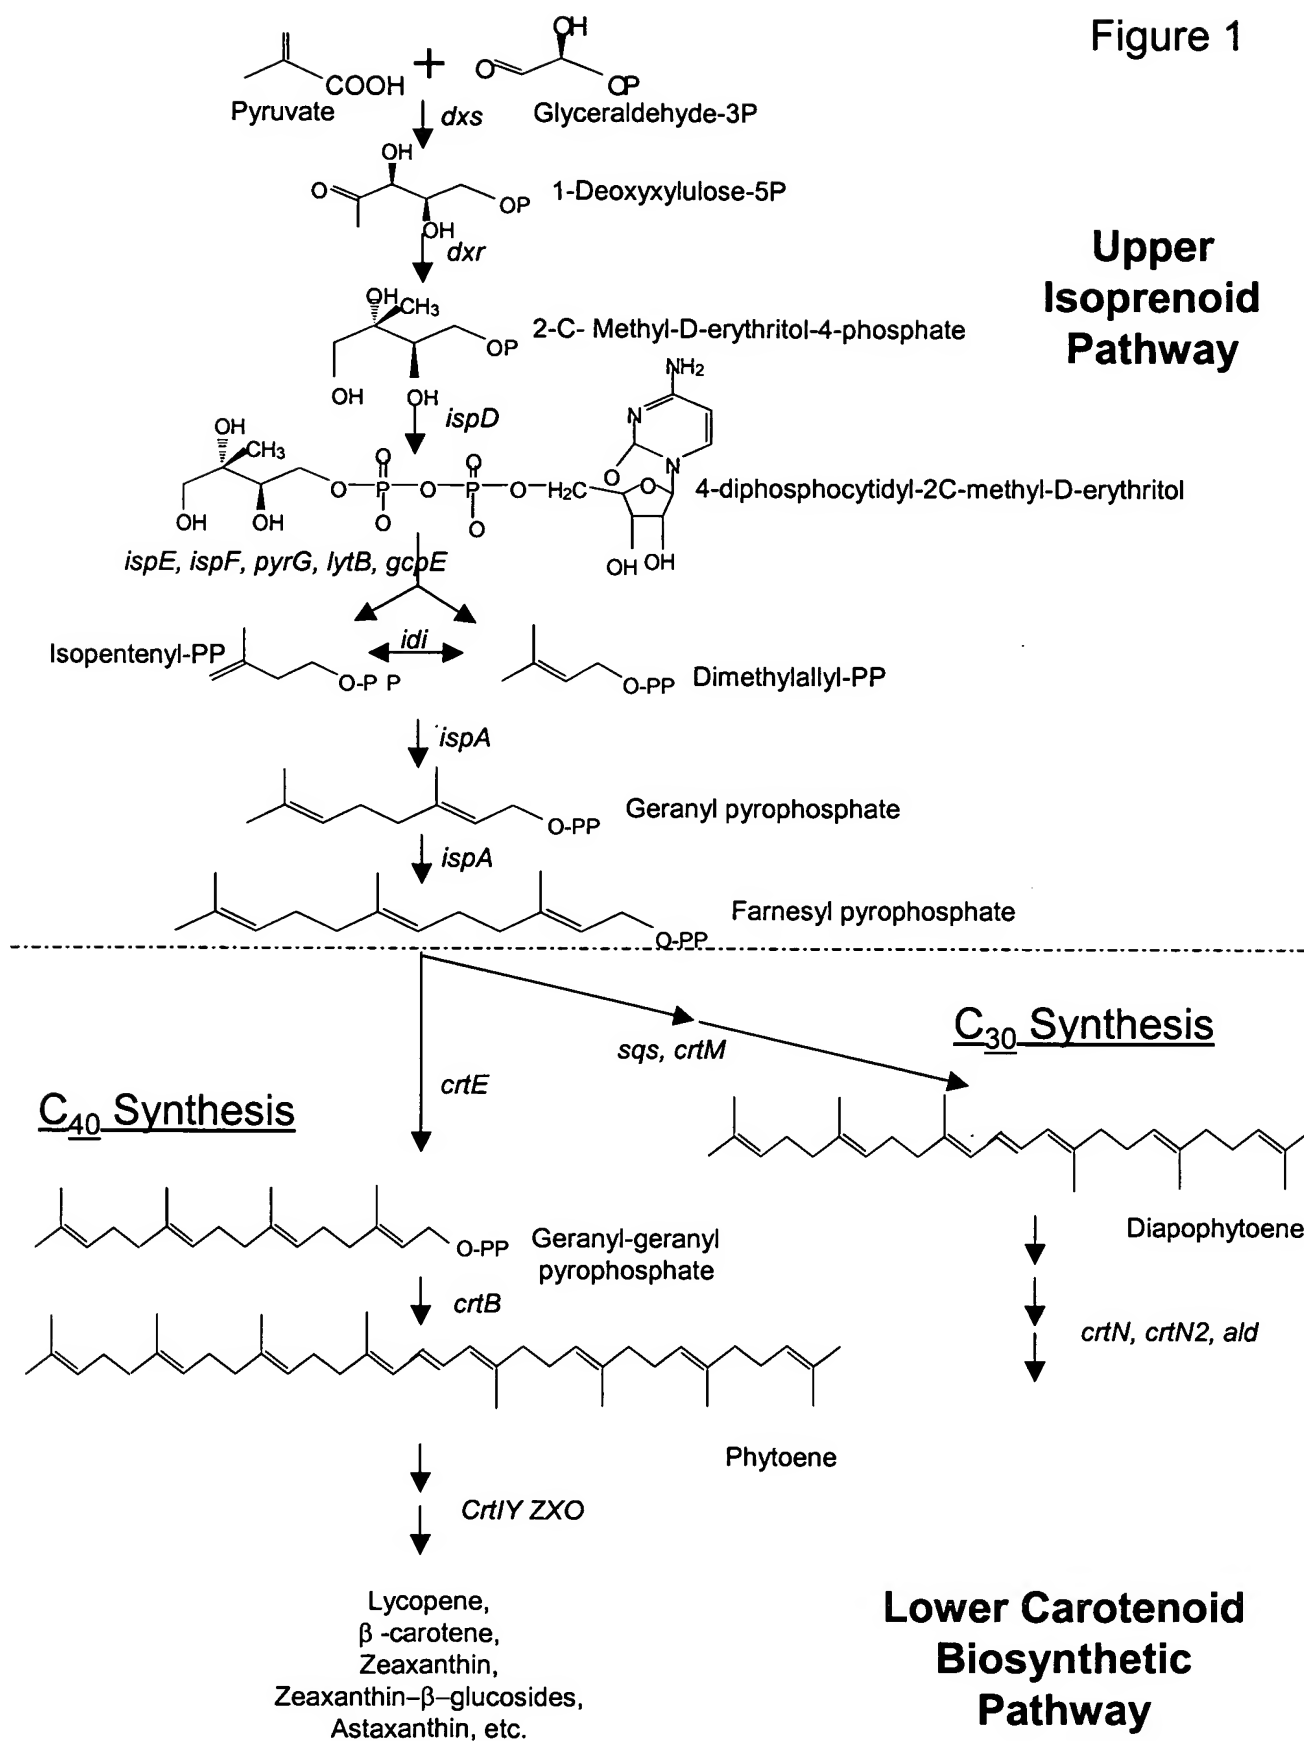 Figure 1
OH
O
+
COOH
OP
Pyruvate
dxs
Glyceraldehyde-3P
OH
O
1-Deoxyxylulose-5P
OP
OH
dxr
Upper
Isoprenoid
Pathway
OH
CH3
2-C- Methyl-D-erythritol-4-phosphate
OP
NH2
OH
OH
ispD
N
OH
CH3
O
O
O
N
O
P
O
P
O
H2C
O
4-diphosphocytidyl-2C-methyl-D-erythritol
OH
OH
O
O
ispE, ispF, pyrG, lytB, gcpE
OH
OH
idi
Isopentenyl-PP
O-P P
O-PP
Dimethylallyl-PP
ispA
Geranyl pyrophosphate
O-PP
ispA
Farnesyl pyrophosphate
O-PP
C30 Synthesis
sqs, crtM
crtE
C40 Synthesis
Diapophytoene
O-PP
Geranyl-geranyl
pyrophosphate
crtB
crtN, crtN2, ald
Phytoene
CrtIY ZXO
Lycopene,
β -carotene,
Zeaxanthin,
Zeaxanthin–β–glucosides,
Astaxanthin, etc.
Lower Carotenoid
Biosynthetic
Pathway